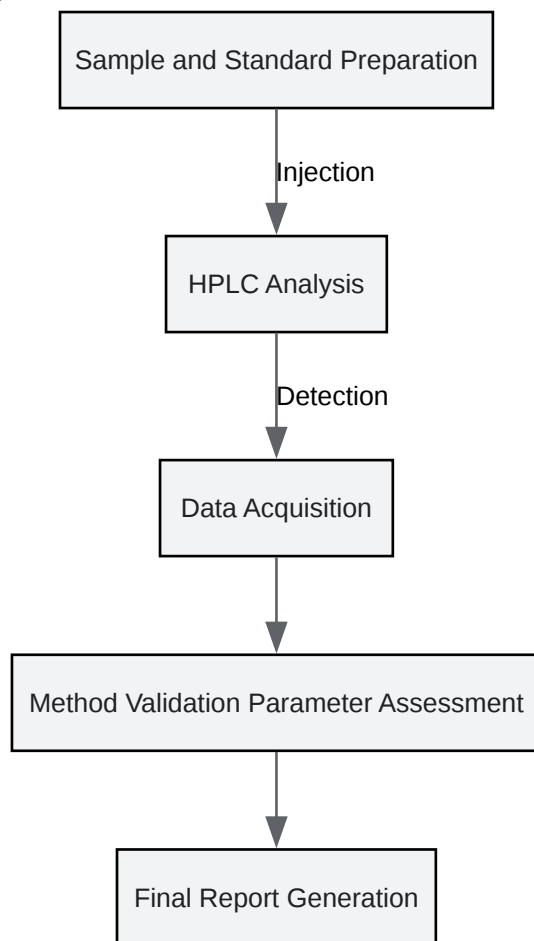 Sample and Standard Preparation
Injection
HPLC Analysis
Detection
Data Acquisition
Method Validation Parameter Assessment
Final Report Generation